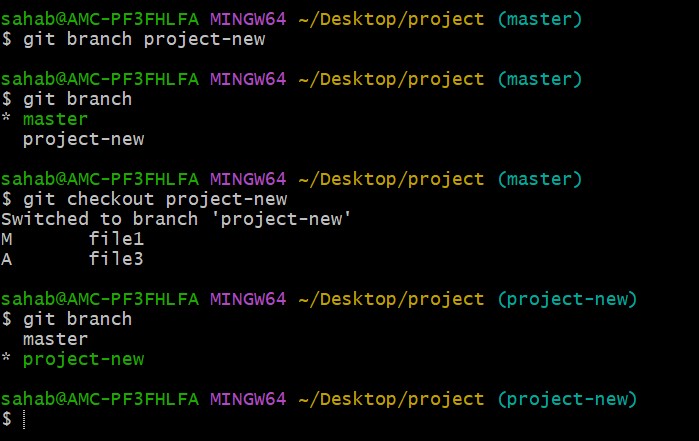 sahab@AMC-PF3FHLFA MINGW64 ~/Desktop/project (master)
$ git branch project-new
sahab@AMC-PF3FHLFA MINGW64 ~/Desktop/project (master)
$ git branch
* master
  project-new
sahab@AMC-PF3FHLFA MINGW64 ~/Desktop/project (master)
$ git checkout project-new
Switched to branch 'project-new'
M       file1
A       file3
sahab@AMC-PF3FHLFA MINGW64 ~/Desktop/project (project-new)
$ git branch
  master
* project-new
sahab@AMC-PF3FHLFA MINGW64 ~/Desktop/project (project-new)
$